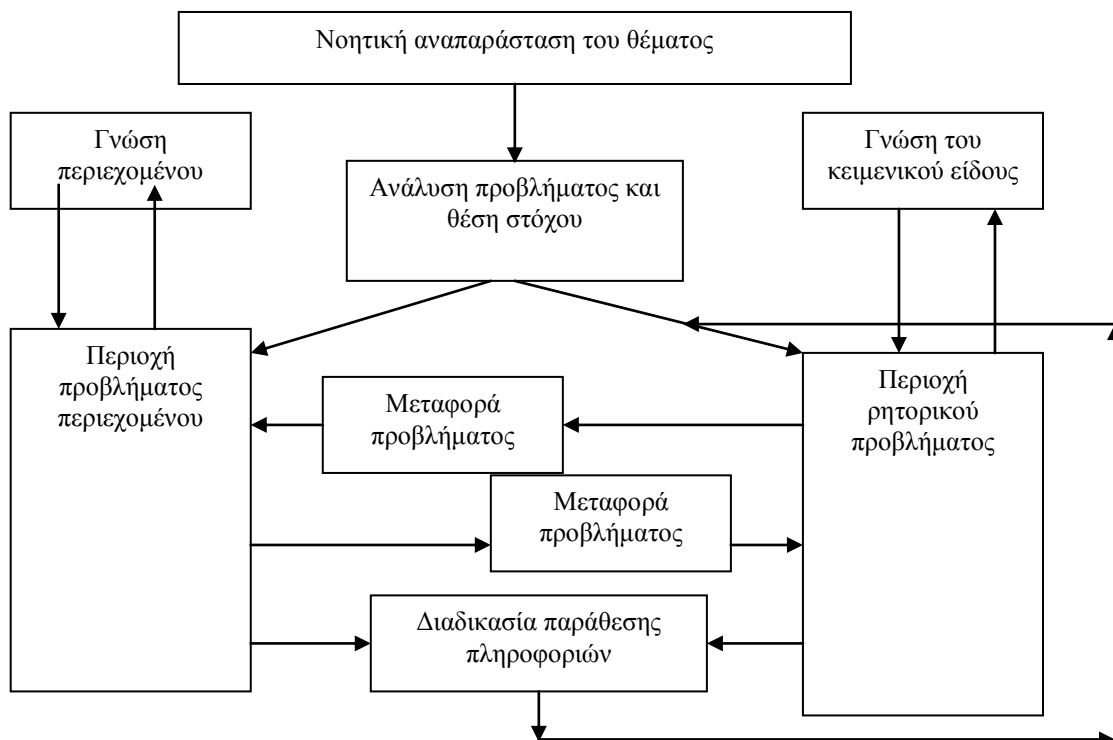 Νοητική αναπαράσταση του θέματος
Γνώση
περιεχομένου
Γνώση του
κειμενικού είδους
Ανάλυση προβλήματος και
θέση στόχου
Περιοχή
προβλήματος
περιεχομένου
Περιοχή
ρητορικού
προβλήματος
Μεταφορά
προβλήματος
Μεταφορά
προβλήματος
Διαδικασία παράθεσης
πληροφοριών